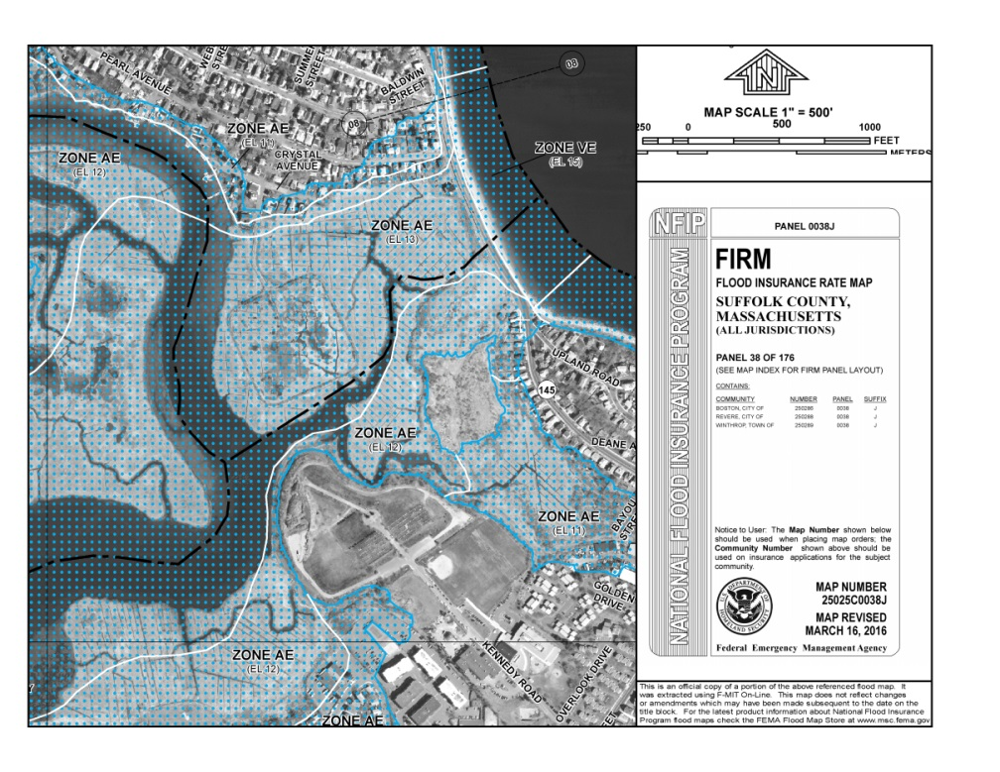 PEARL AVENUE
STREET
SUMMER
STREET
BALDWIN
STREET
08
08
ZONE AE
(EL 11)
CRYSTAL
AVENUE
ZONE AE
(EL 12)
ZONE VE
(EL 15)
ZONE AE
(EL 13)
UPLAND ROAD
145
DEANE A
ZONE AE
(EL 12)
ZONE AE
(EL 11)
BAYOU
STRE
GOLDEN
DRIVE
ZONE AE
(EL 12)
KENNEDY ROAD
OVERLOOK DRIVE
ZONE AE
N
MAP SCALE 1" = 500'
250 0 500 1000
FEET
METERS
NFIP
NATIONAL FLOOD INSURANCE PROGRAM
PANEL 0038J
FIRM
FLOOD INSURANCE RATE MAP
SUFFOLK COUNTY,
MASSACHUSETTS
(ALL JURISDICTIONS)
PANEL 38 OF 176
(SEE MAP INDEX FOR FIRM PANEL LAYOUT)
CONTAINS:
COMMUNITY NUMBER PANEL SUFFIX
BOSTON, CITY OF 250286 0038 J
REVERE, CITY OF 250288 0038 J
WINTHROP, TOWN OF 250289 0038 J
Notice to User: The Map Number shown below
should be used when placing map orders; the
Community Number shown above should be
used on insurance applications for the subject
community.
U.S. DEPARTMENT OF
HOMELAND SECURITY
MAP NUMBER
25025C0038J
MAP REVISED
MARCH 16, 2016
Federal Emergency Management Agency
This is an official copy of a portion of the above referenced flood map. It
was extracted using F-MIT On-Line. This map does not reflect changes
or amendments which may have been made subsequent to the date on the
title block. For the latest product information about National Flood Insurance
Program flood maps check the FEMA Flood Map Store at www.msc.fema.gov